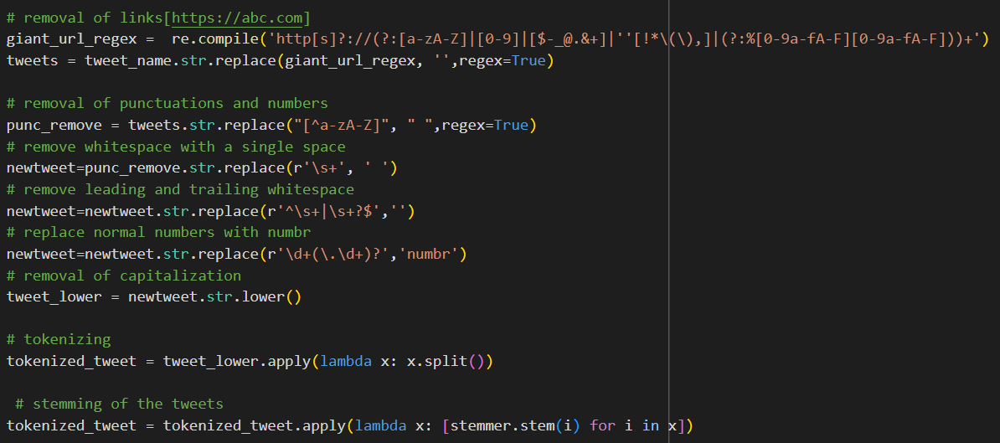 # removal of links[https://abc.com]
giant_url_regex =  re.compile('http[s]?://(?:[a-zA-Z]|[0-9]|[$-_@.&+]|''[!*\(\),]|(?:%[0-9a-fA-F][0-9a-fA-F]))+')
tweets = tweet_name.str.replace(giant_url_regex, '',regex=True)
# removal of punctuations and numbers
punc_remove = tweets.str.replace("[^a-zA-Z]", " ",regex=True)
# remove whitespace with a single space
newtweet=punc_remove.str.replace(r'\s+', ' ')
# remove leading and trailing whitespace
newtweet=newtweet.str.replace(r'^\s+|\s+?$','')
# replace normal numbers with numbr
newtweet=newtweet.str.replace(r'\d+(\.\d+)?','numbr')
# removal of capitalization
tweet_lower = newtweet.str.lower()
# tokenizing
tokenized_tweet = tweet_lower.apply(lambda x: x.split())
# stemming of the tweets
tokenized_tweet = tokenized_tweet.apply(lambda x: [stemmer.stem(i) for i in x])